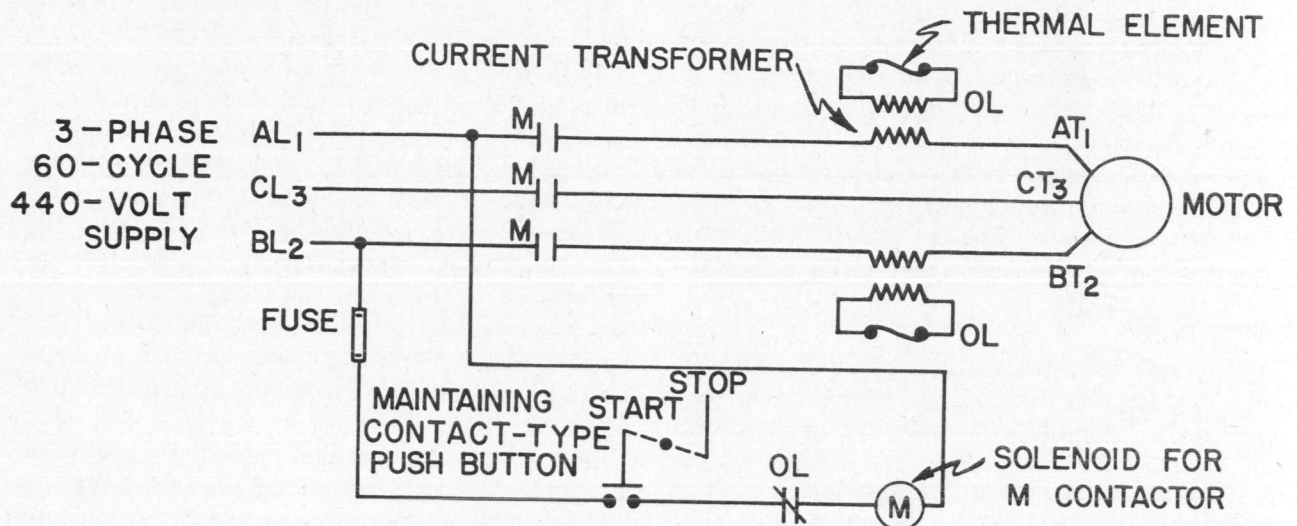 THERMAL ELEMENT
CURRENT TRANSFORMER
OL
3-PHASE
60-CYCLE
440-VOLT
SUPPLY
AL1
M
AT1
CL3
M
CT3
MOTOR
BL2
M
BT2
FUSE
OL
STOP
MAINTAINING
CONTACT-TYPE
PUSH BUTTON
START
OL
M
SOLENOID FOR
M CONTACTOR